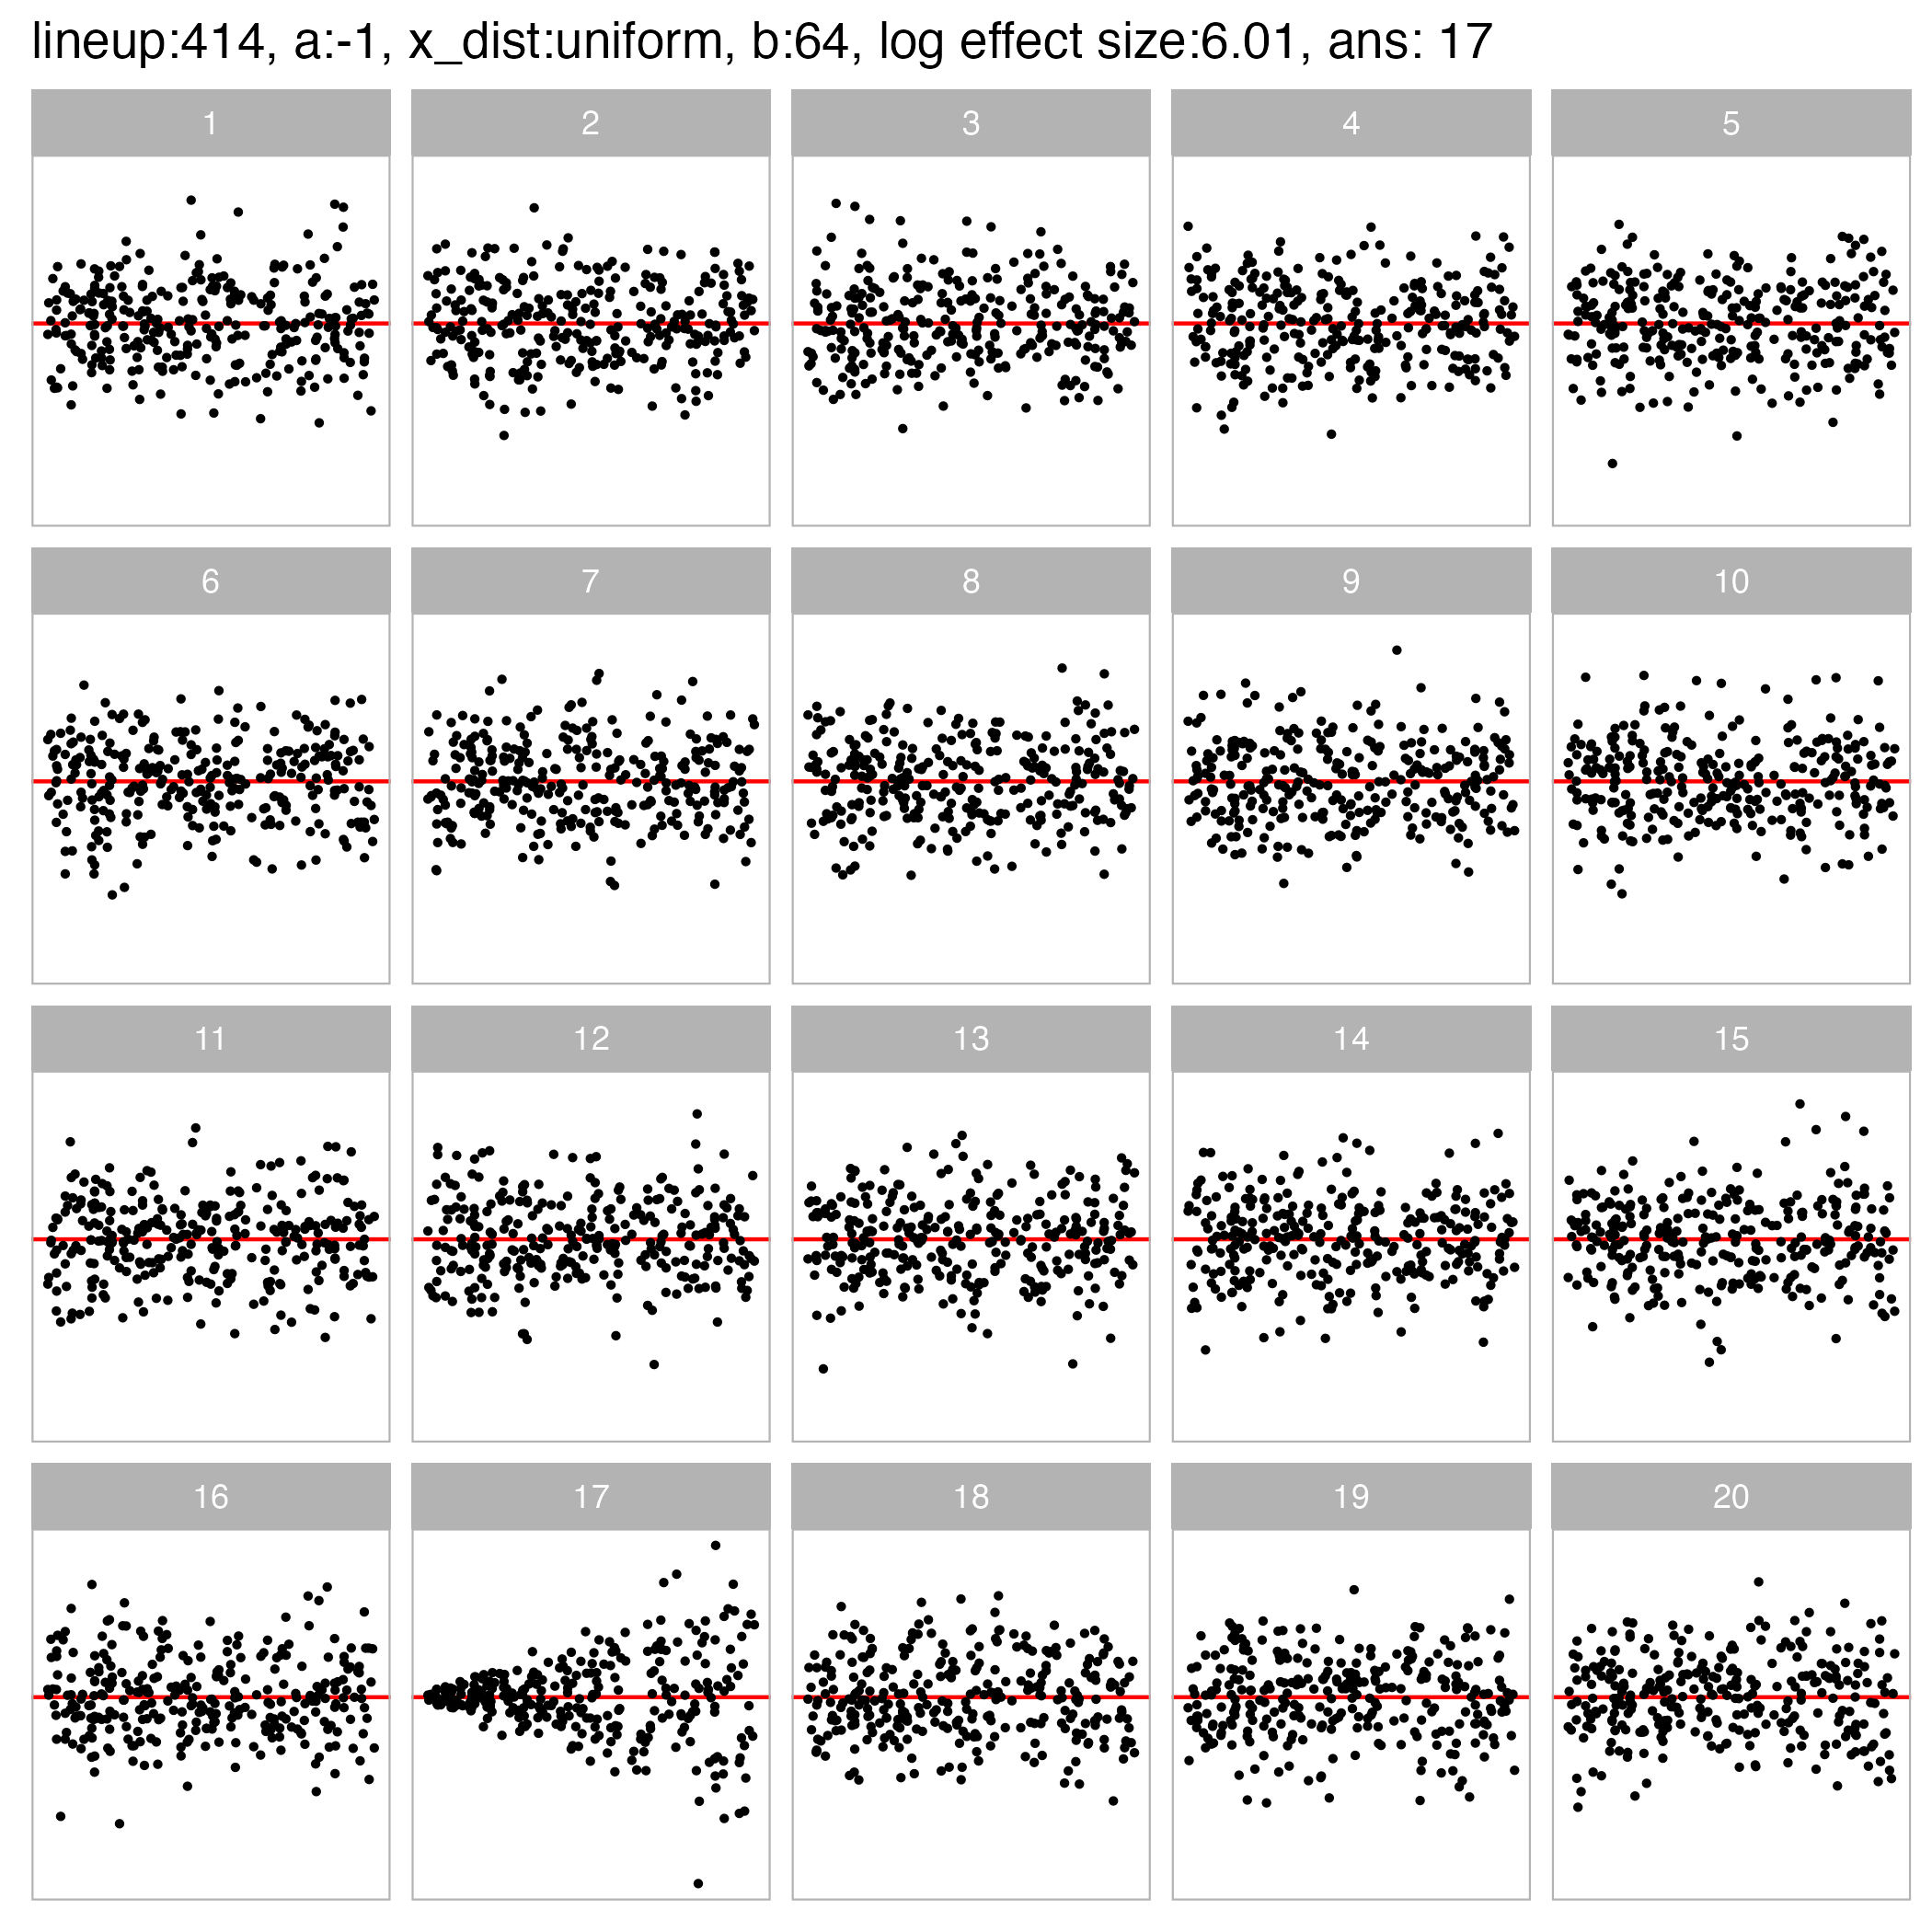 lineup:414, a:-1, x_dist:uniform, b:64, log effect size:6.01, ans: 17
1 2 3 4 5
6 7 8 9 10
11 12 13 14 15
16 17 18 19 20